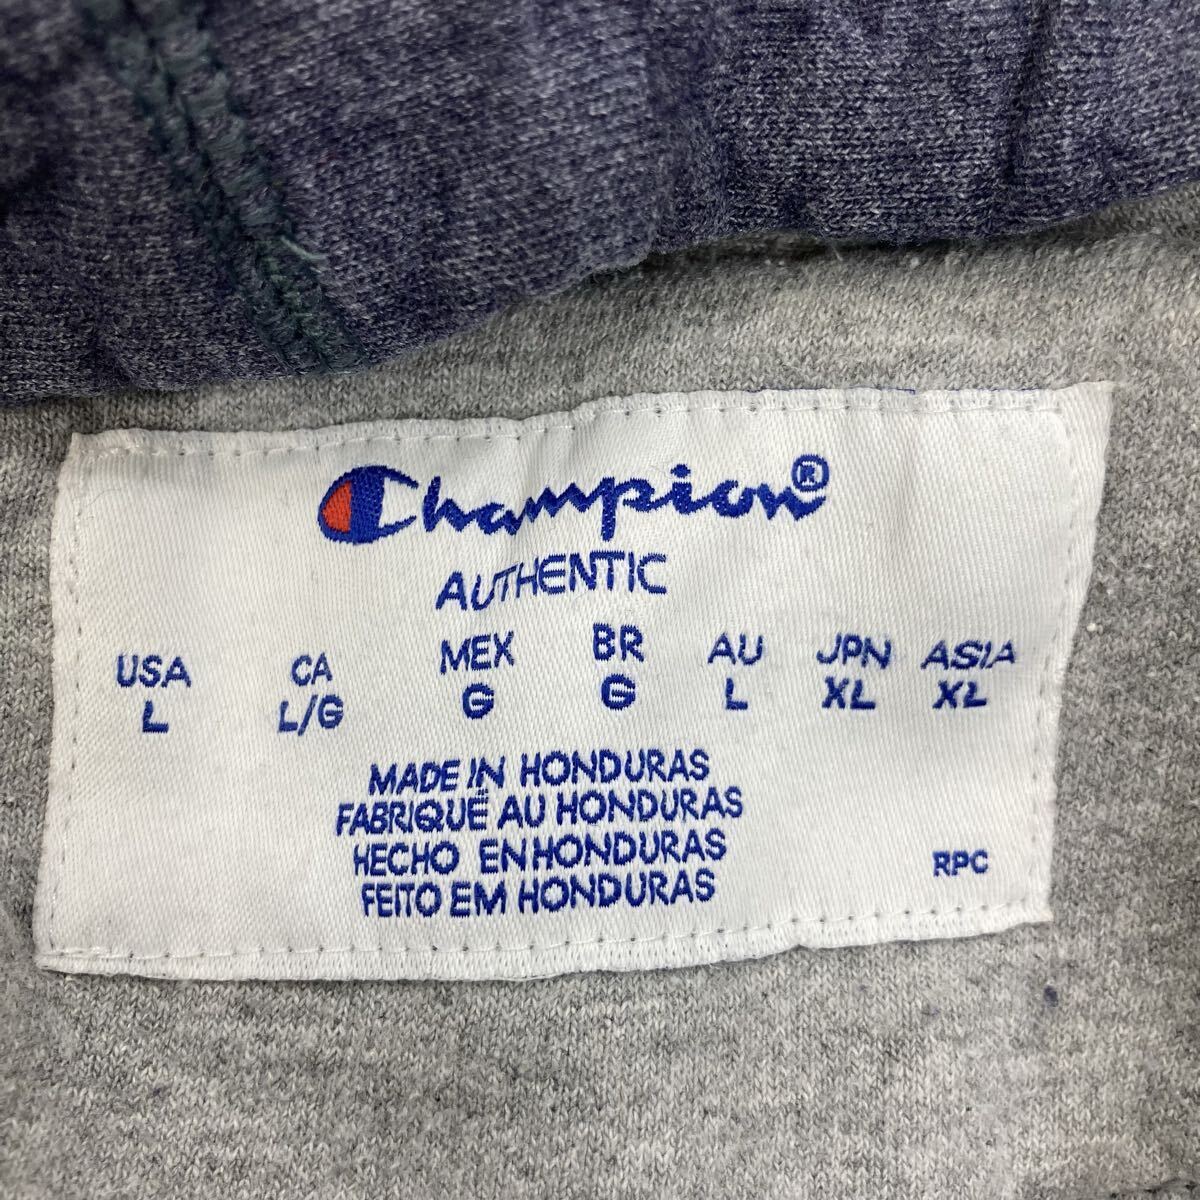 Champion®
AUTHENTIC
USA CA MEX BR AU JPN ASIA
L L/G G G L XL XL
MADE IN HONDURAS
FABRIQUÉ AU HONDURAS
HECHO EN HONDURAS
FEITO EM HONDURAS
RPC